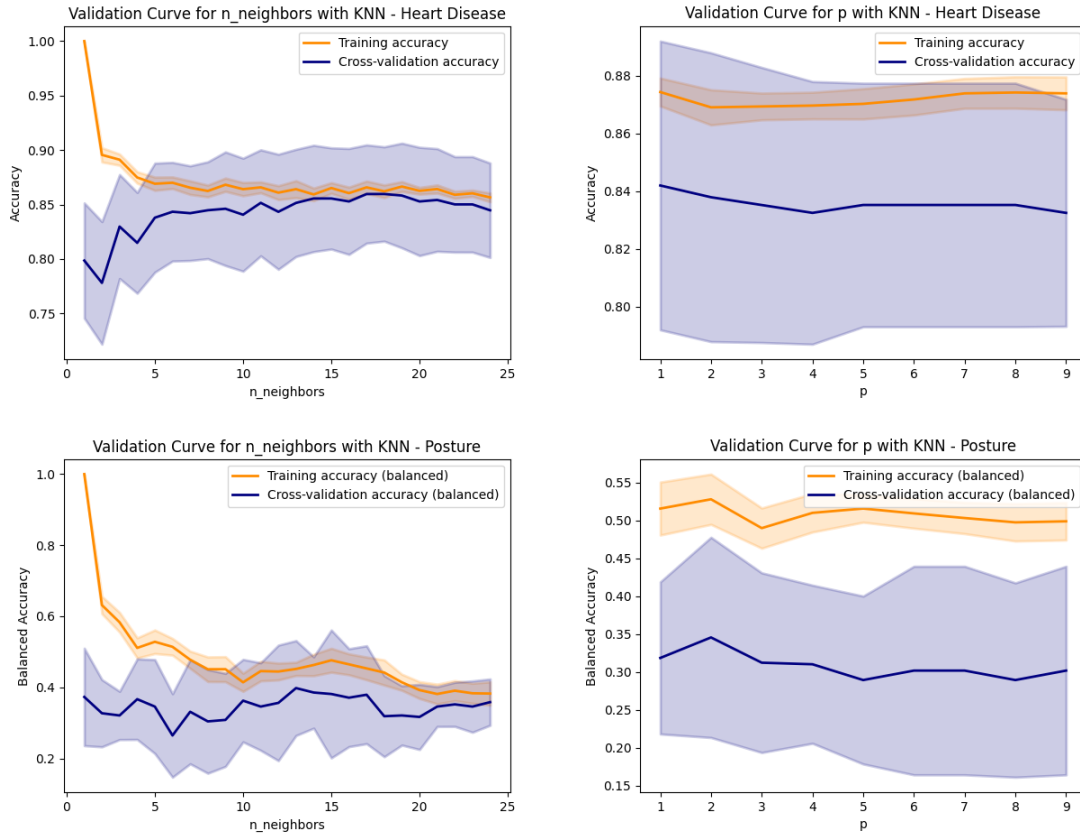 Validation Curve for n_neighbors with KNN - Heart Disease
Training accuracy
Cross-validation accuracy
1.00
0.95
0.90
0.85
0.80
0.75
Accuracy
0
5
10
15
20
25
n_neighbors
Validation Curve for p with KNN - Heart Disease
Training accuracy
Cross-validation accuracy
0.88
0.86
0.84
0.82
0.80
Accuracy
1
2
3
4
5
6
7
8
9
p
Validation Curve for n_neighbors with KNN - Posture
Training accuracy (balanced)
Cross-validation accuracy (balanced)
1.0
0.8
0.6
0.4
0.2
Balanced Accuracy
0
5
10
15
20
25
n_neighbors
Validation Curve for p with KNN - Posture
Training accuracy (balanced)
Cross-validation accuracy (balanced)
0.55
0.50
0.45
0.40
0.35
0.30
0.25
0.20
0.15
Balanced Accuracy
1
2
3
4
5
6
7
8
9
p